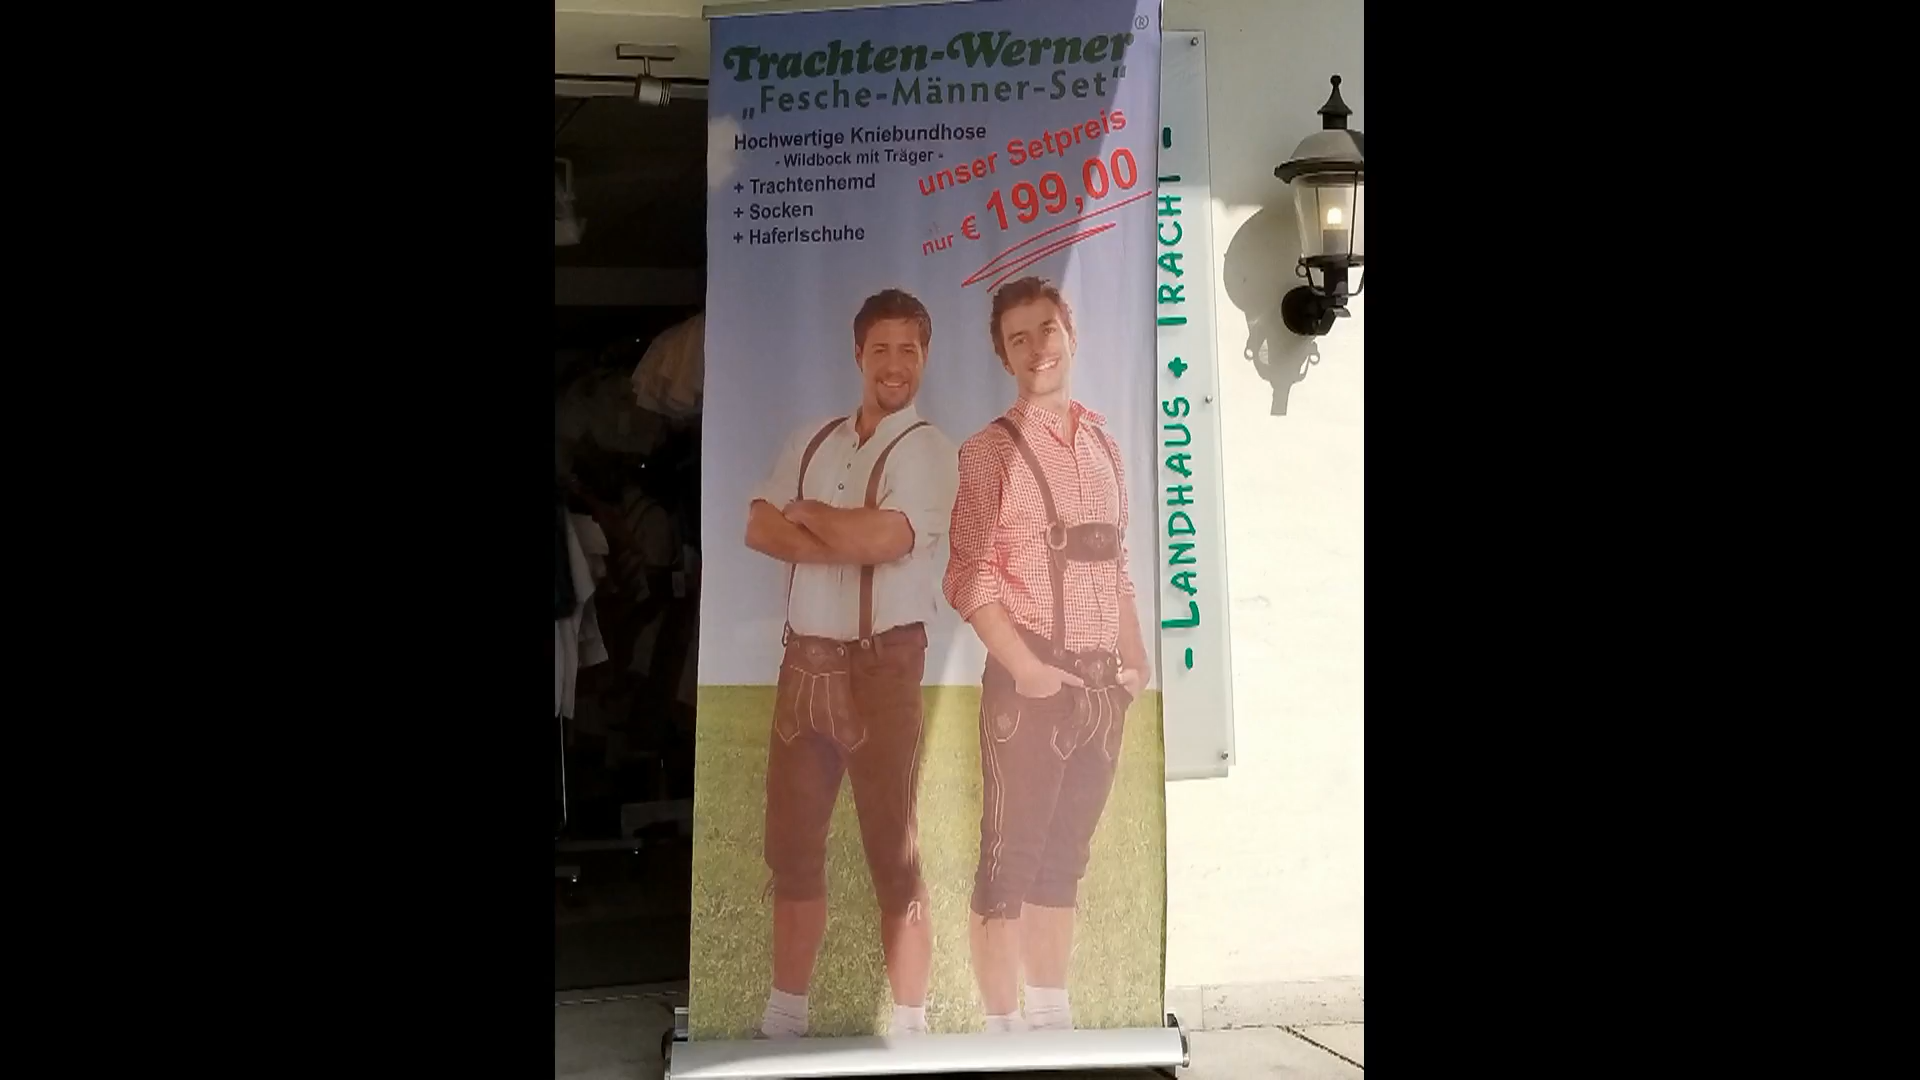 Trachten-Werner®
„Fesche-Männer-Set“
Hochwertige Kniebundhose
- Wildbock mit Träger -
+ Trachtenhemd
+ Socken
+ Haferlschuhe
unser Setpreis
nur € 199,00
- LANDHAUS + TRACHT -